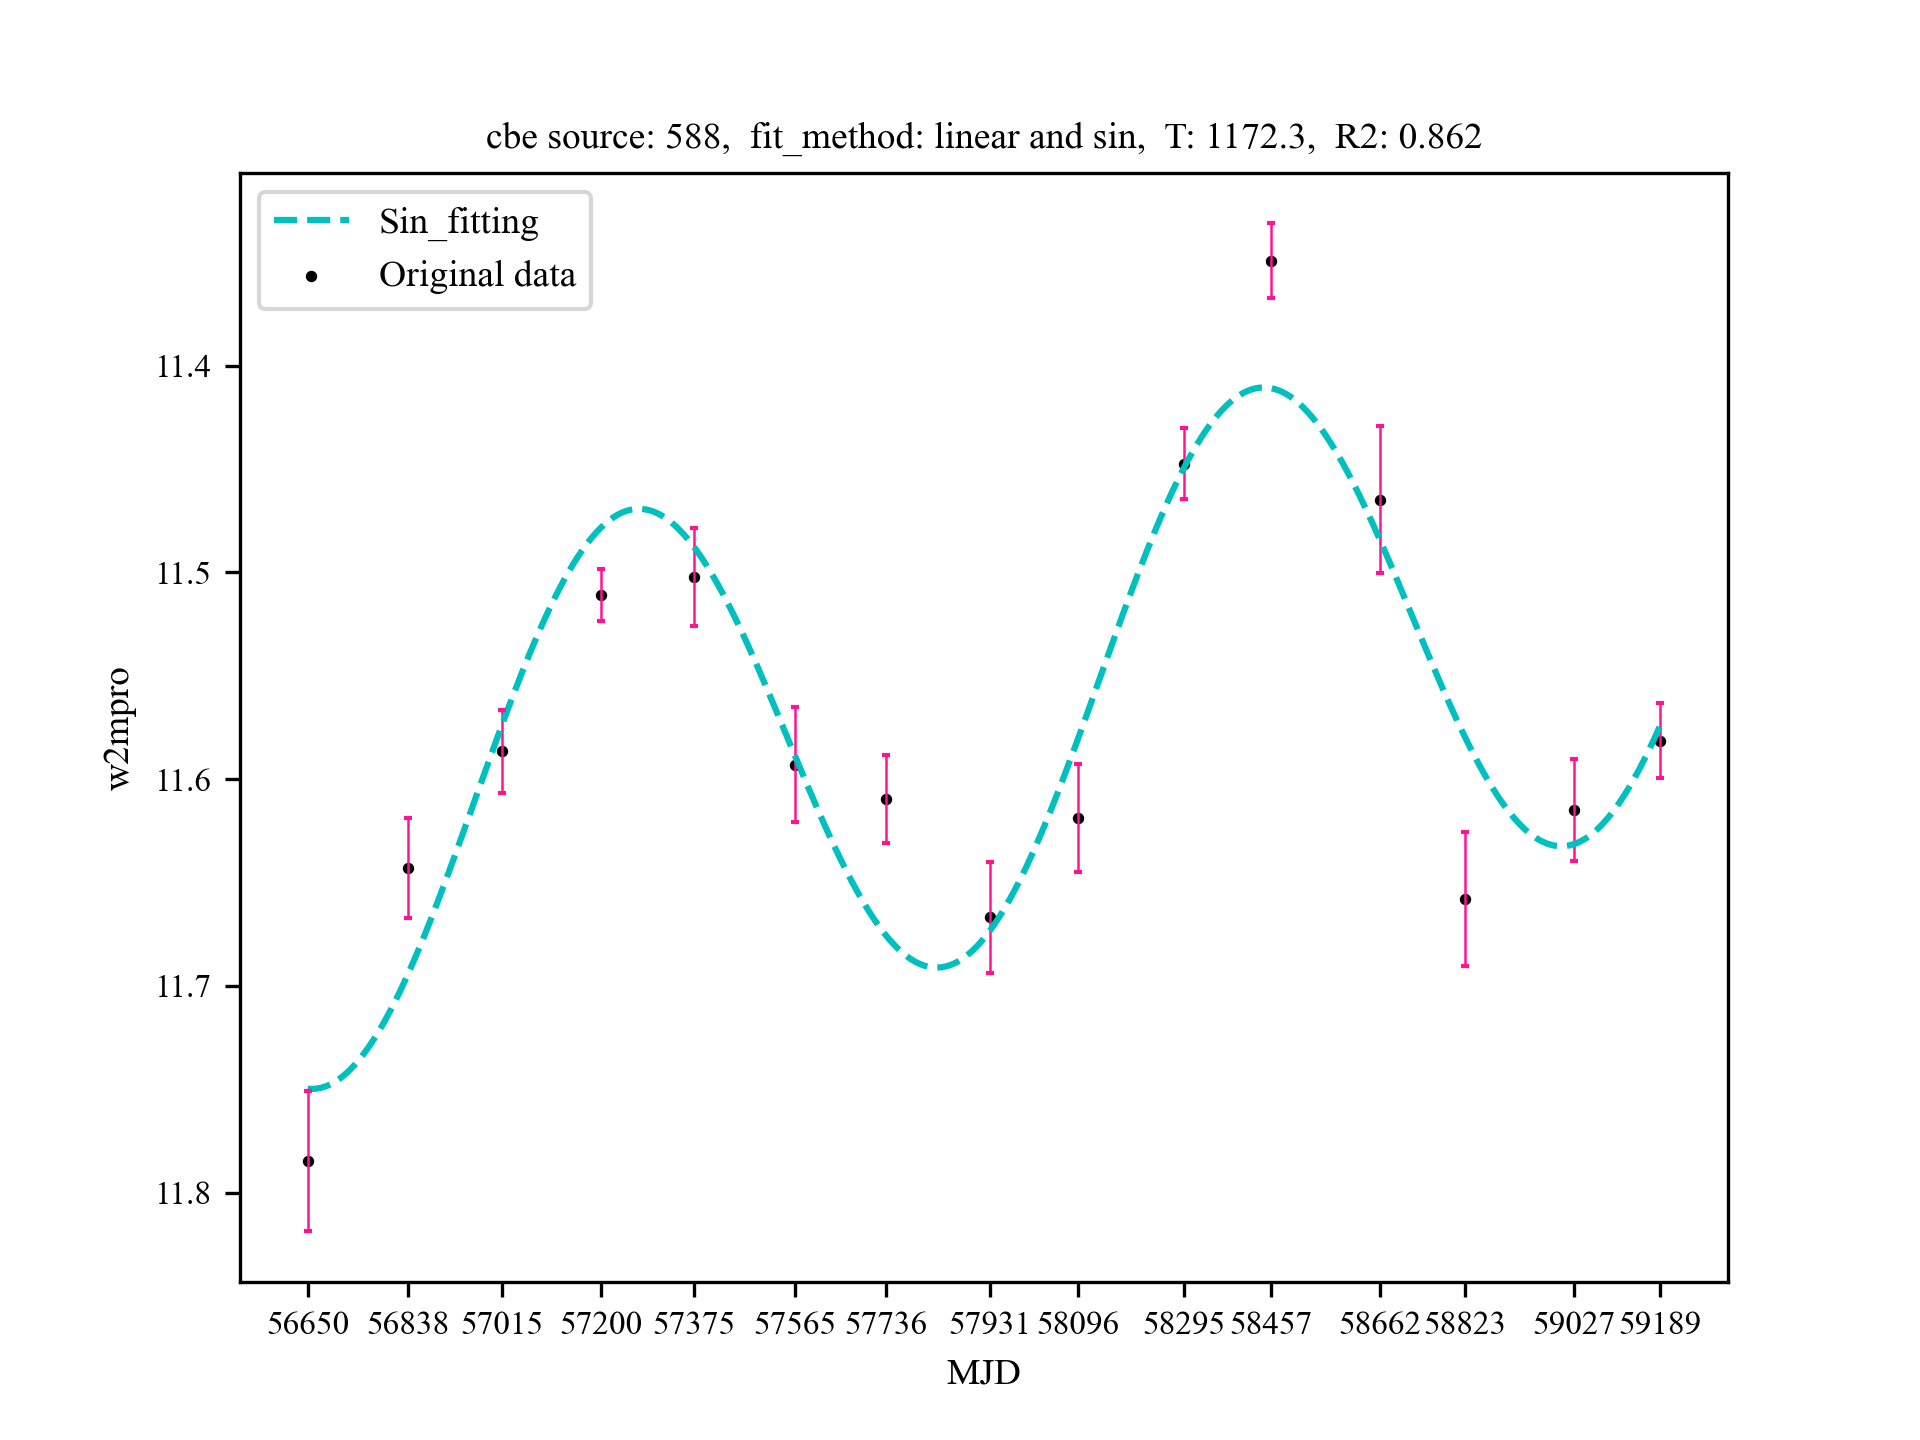 cbe source: 588,  fit_method: linear and sin,  T: 1172.3,  R2: 0.862
Sin_fitting
Original data
11.4
11.5
11.6
11.7
11.8
w2mpro
56650 56838 57015 57200 57375 57565 57736 57931 58096 58295 58457 58662 58823 59027 59189
MJD